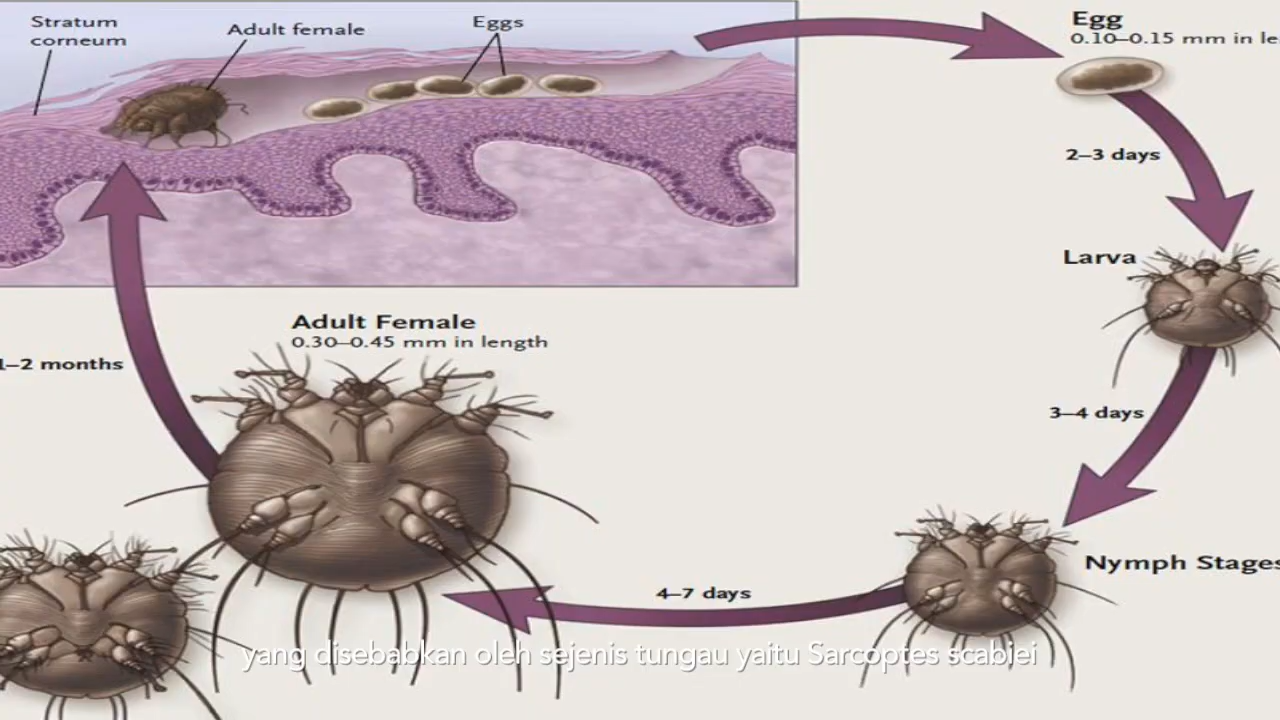 Stratum
corneum
Adult female
Eggs
Egg
0.10–0.15 mm in le
2–3 days
Larva
3–4 days
Nymph Stages
4–7 days
Adult Female
0.30–0.45 mm in length
1–2 months
yang disebabkan oleh sejenis tungau yaitu Sarcoptes scabiei